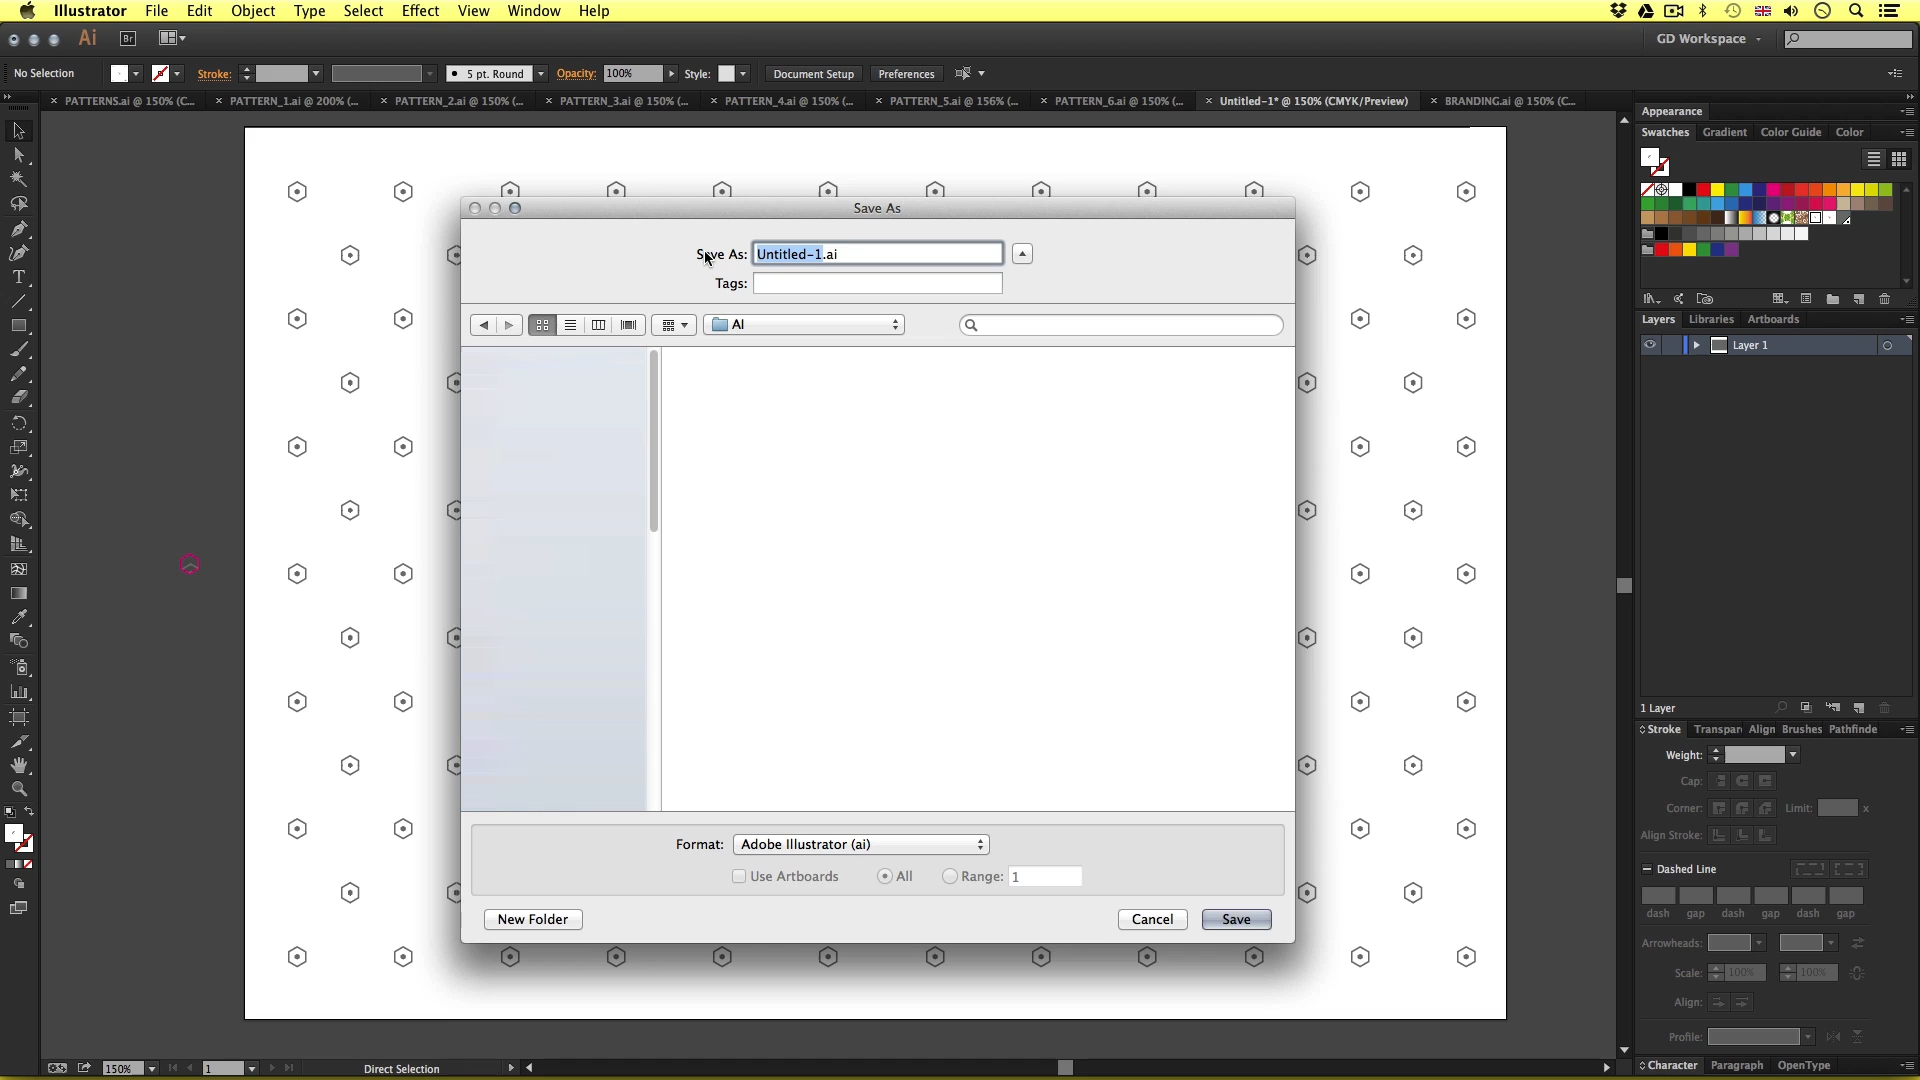 Illustrator File Edit Object Type Select Effect View Window Help
Ai Br GD Workspace
No Selection Stroke: 5 pt. Round Opacity: 100% Style: Document Setup Preferences
× PATTERNS.ai @ 150% (C... × PATTERN_1.ai @ 200% (... × PATTERN_2.ai @ 150% (... × PATTERN_3.ai @ 150% (... × PATTERN_4.ai @ 150% (... × PATTERN_5.ai @ 156% (... × PATTERN_6.ai @ 150% (... × Untitled-1* @ 150% (CMYK/Preview) × BRANDING.ai @ 150% (C...
Appearance
Swatches Gradient Color Guide Color
Save As
Save As: Untitled-1.ai
Tags:
AI
Layers Libraries Artboards
Layer 1
1 Layer
Stroke Transpar Align Brushes Pathfinde
Weight:
Cap:
Corner: Limit: x
Align Stroke:
Dashed Line
dash gap dash gap dash gap
Arrowheads:
Scale: 100% 100%
Align:
Profile:
Character Paragraph OpenType
Format: Adobe Illustrator (ai)
Use Artboards All Range: 1
New Folder Cancel Save
150% 1 Direct Selection